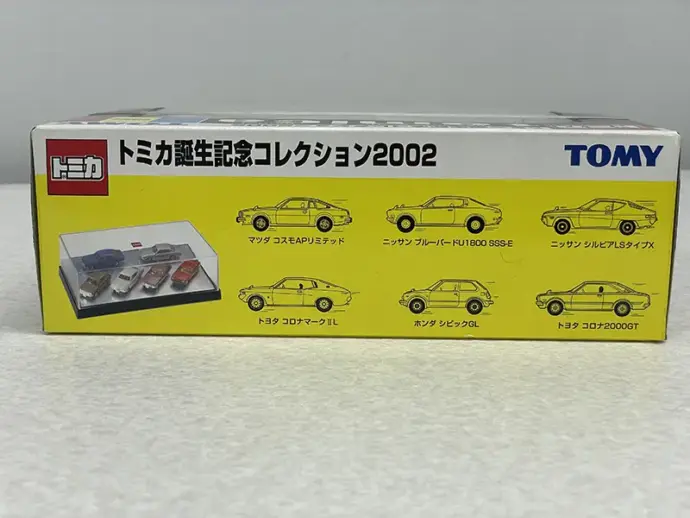 トミカ
トミカ誕生記念コレクション2002
TOMY
マツダ コスモAPリミテッド
ニッサン ブルーバードU1800 SSS-E
ニッサン シルビアLSタイプX
トヨタ コロナマークⅡL
ホンダ シビックGL
トヨタ コロナ2000GT